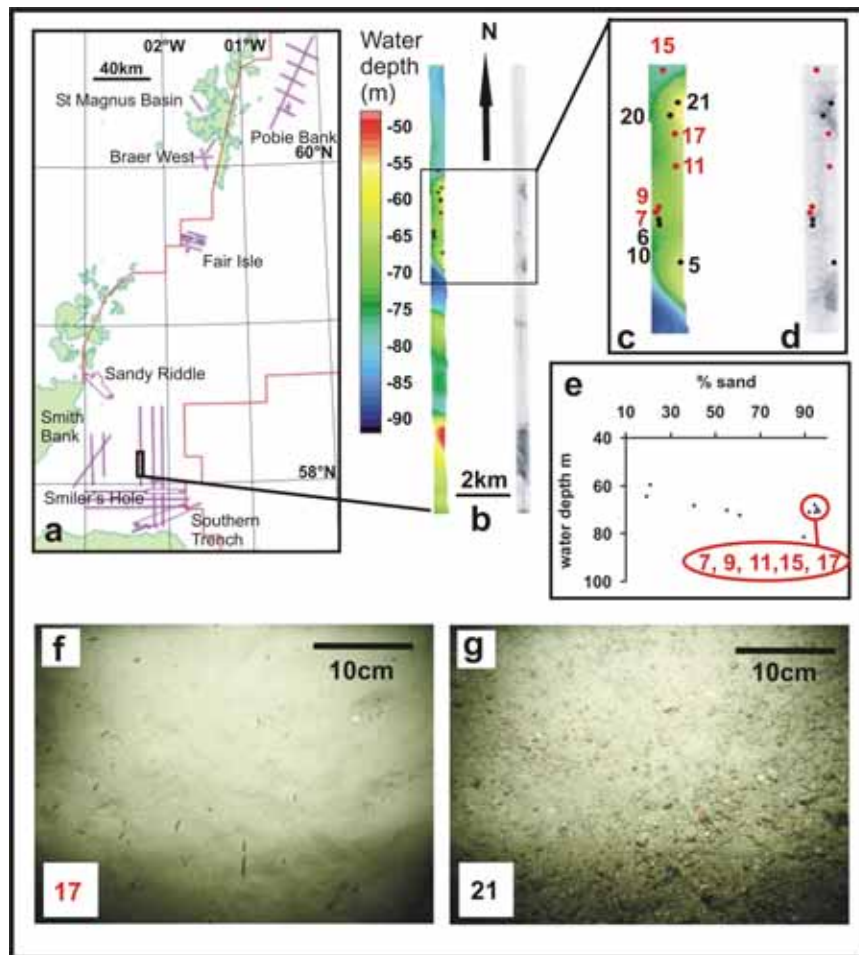 02°W
01°W
40km
St Magnus Basin
Pobie Bank
Braer West
60°N
Fair Isle
Sandy Riddle
Smith
Bank
58°N
Smiler's Hole
Southern
Trench
a
Water
depth
(m)
-50
-55
-60
-65
-70
-75
-80
-85
-90
N
2km
b
15
21
20
17
11
9
7
6
10
5
c
d
e
% sand
10 30 50 70 90
water depth m
40
60
80
100
7, 9, 11,15, 17
f
10cm
17
g
10cm
21